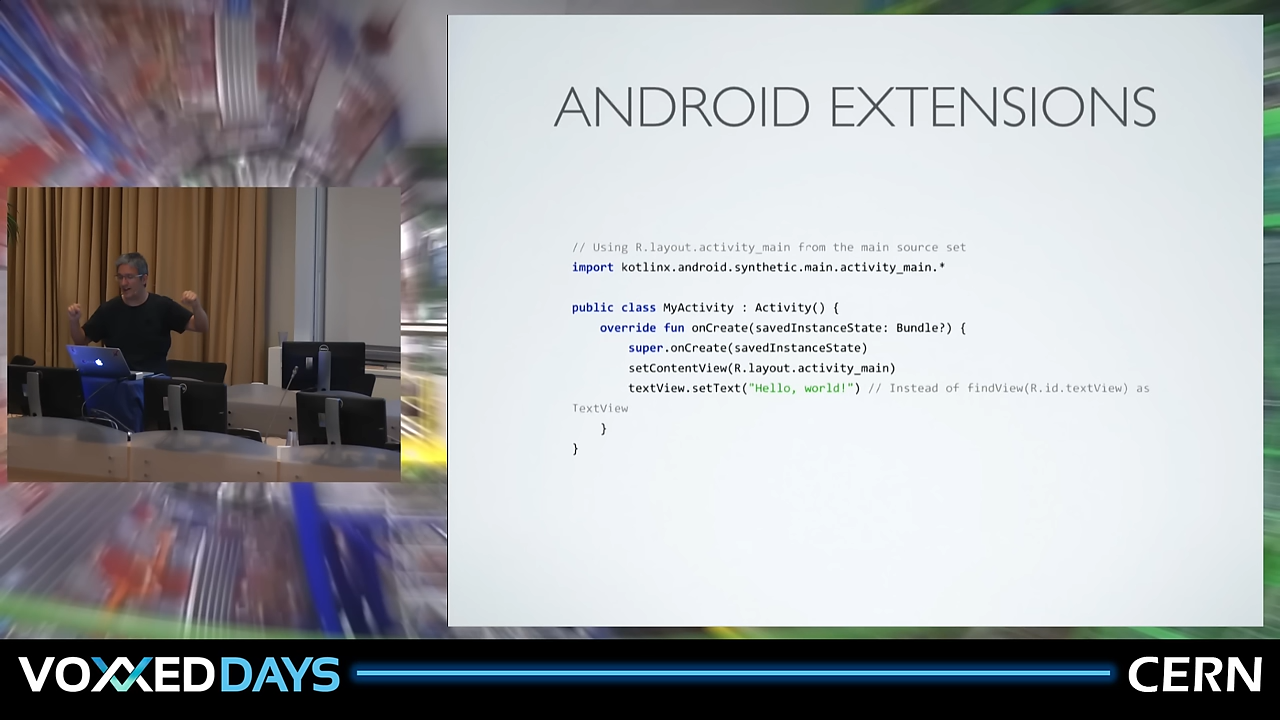 ANDROID EXTENSIONS
// Using R.layout.activity_main from the main source set
import kotlinx.android.synthetic.main.activity_main.*
public class MyActivity : Activity() {
override fun onCreate(savedInstanceState: Bundle?) {
super.onCreate(savedInstanceState)
setContentView(R.layout.activity_main)
textView.setText("Hello, world!") // Instead of findView(R.id.textView) as
TextView
}
}
VOXXEDDAYS
CERN